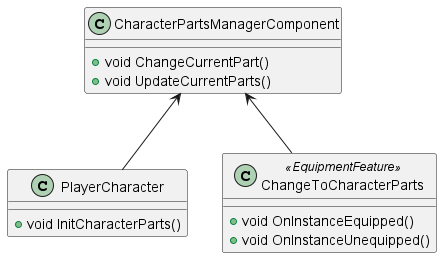 C CharacterPartsManagerComponent
void ChangeCurrentPart()
void UpdateCurrentParts()
C PlayerCharacter
void InitCharacterParts()
«EquipmentFeature»
C ChangeToCharacterParts
void OnInstanceEquipped()
void OnInstanceUnequipped()